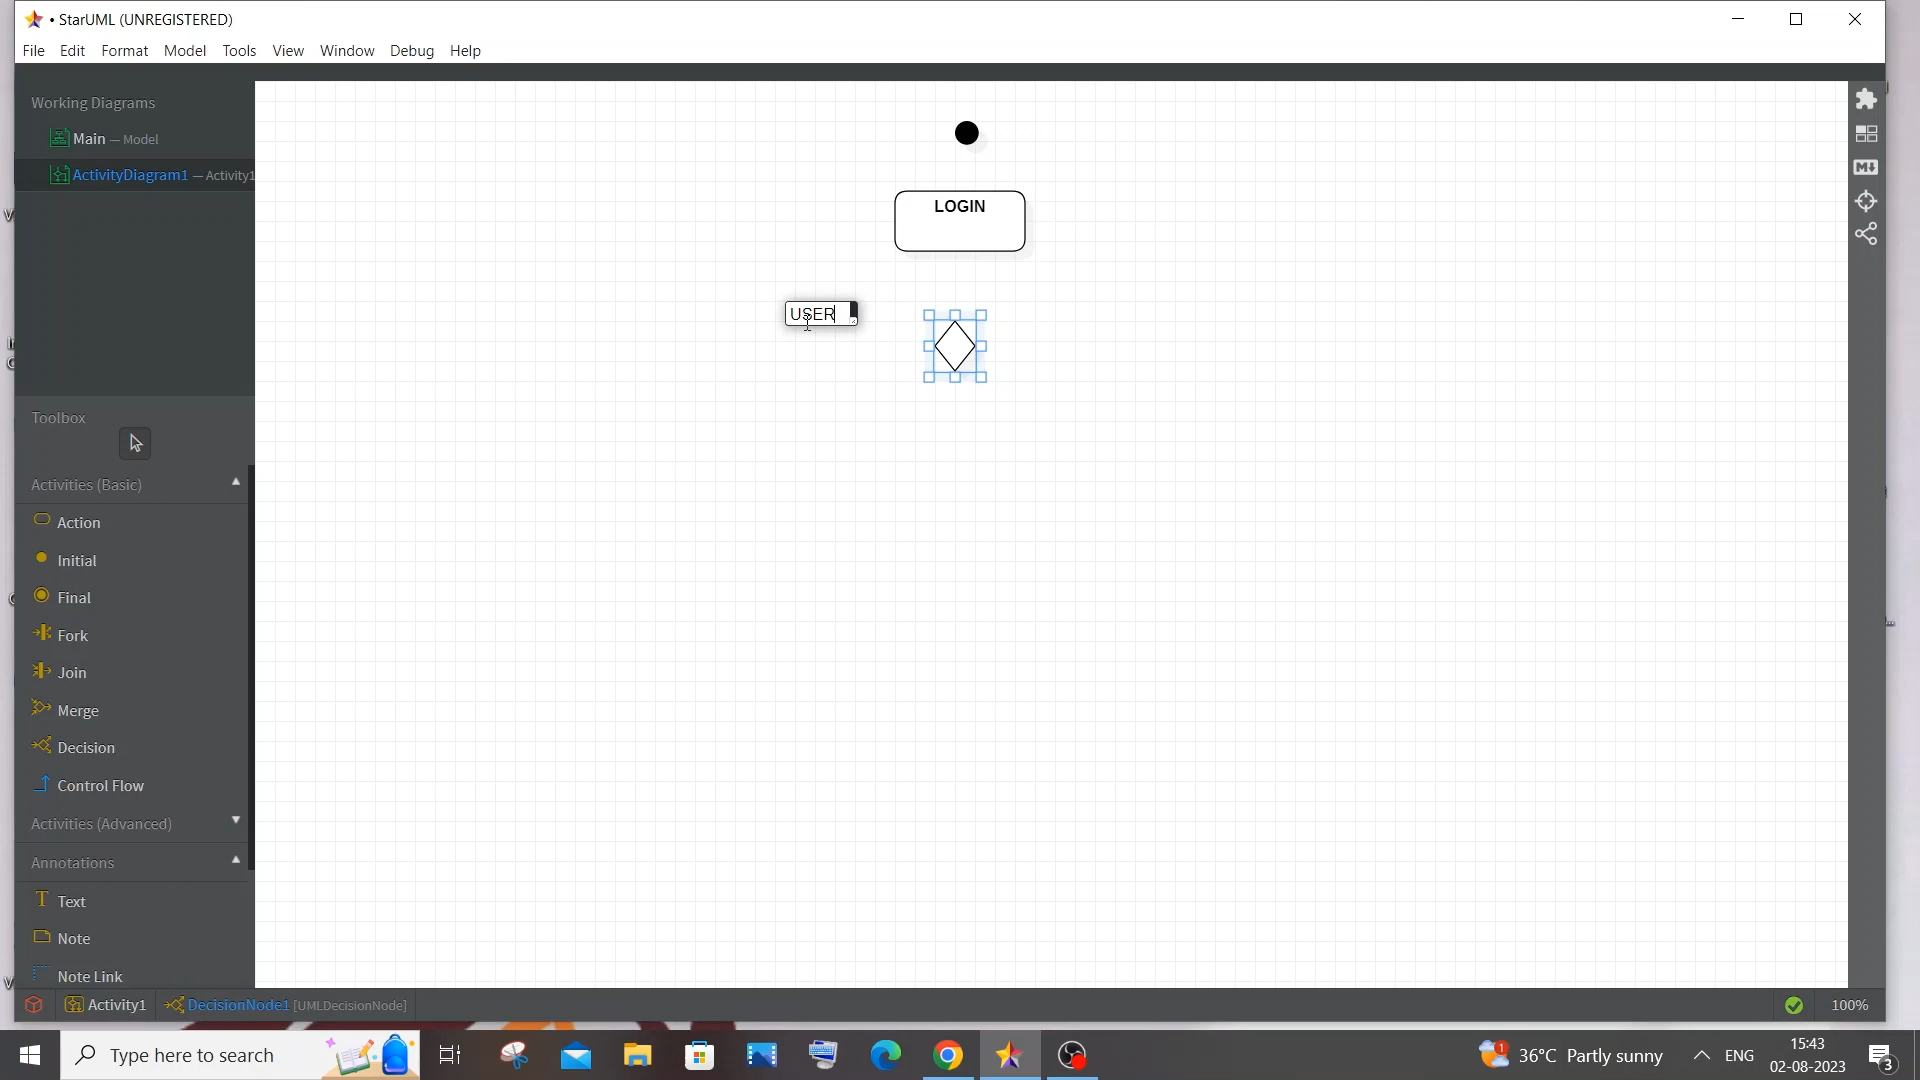 • StarUML (UNREGISTERED)
File Edit Format Model Tools View Window Debug Help
Working Diagrams
Main — Model
ActivityDiagram1 — Activity1
LOGIN
USER
Toolbox
Activities (Basic)
Action
Initial
Final
Fork
Join
Merge
Decision
Control Flow
Activities (Advanced)
Annotations
Text
Note
Note Link
Activity1 DecisionNode1 [UMLDecisionNode]
100%
Type here to search
36°C Partly sunny
ENG
15:43
02-08-2023
3
1